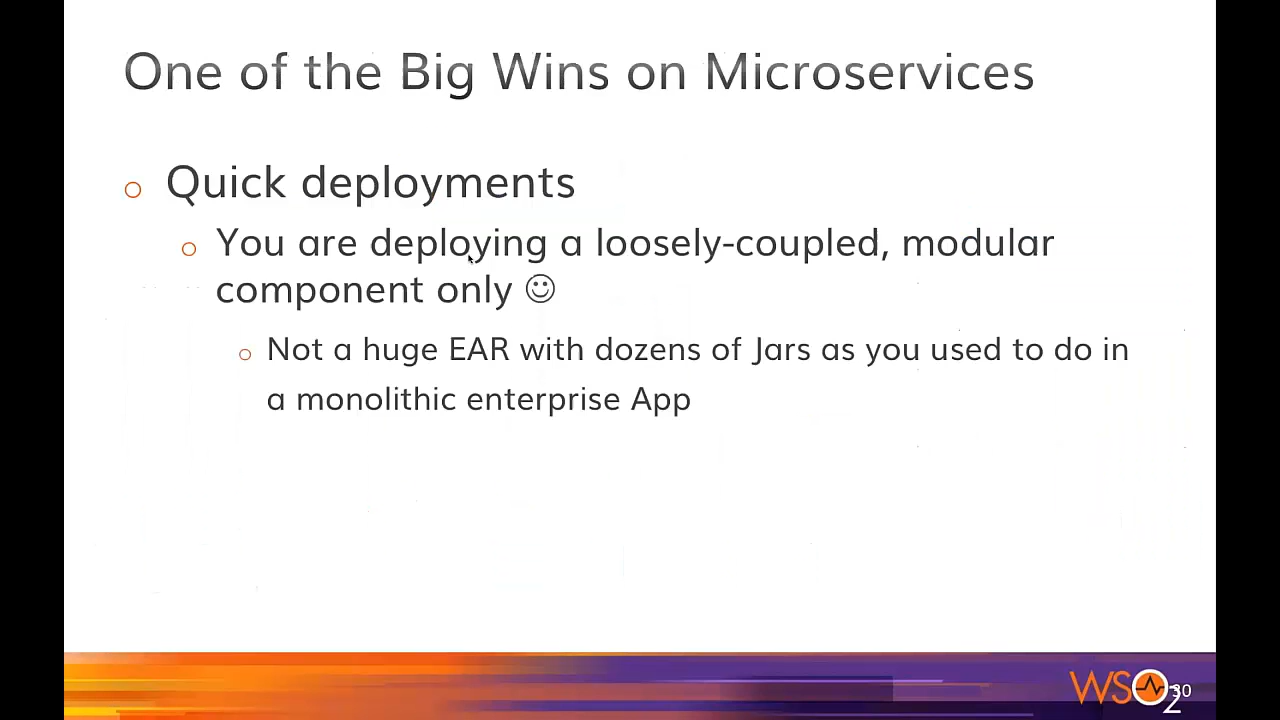 One of the Big Wins on Microservices
Quick deployments
You are deploying a loosely-coupled, modular
component only ☺
Not a huge EAR with dozens of Jars as you used to do in
a monolithic enterprise App
WSO2
30